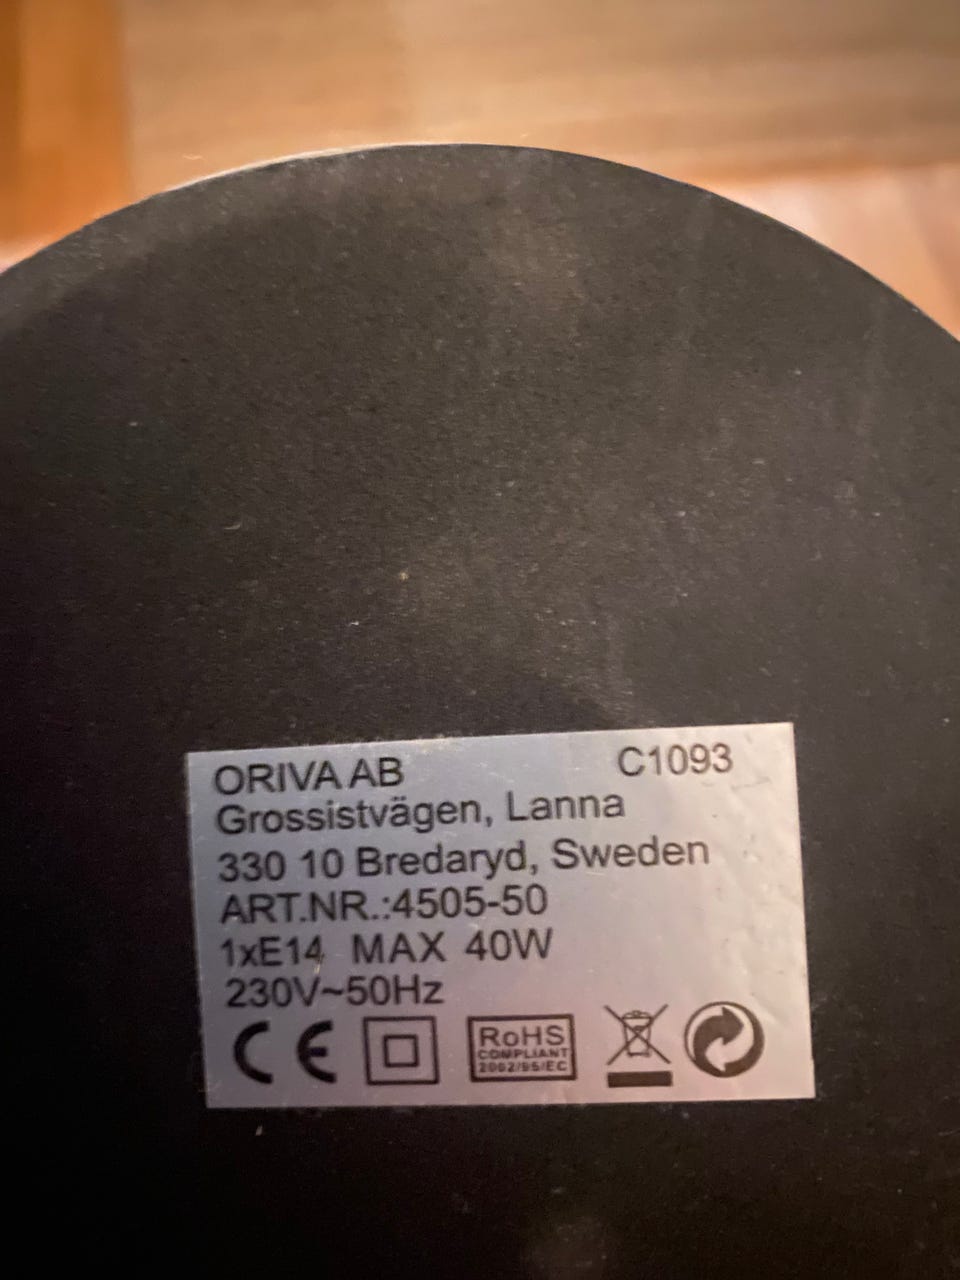 ORIVA AB C1093
Grossistvägen, Lanna
330 10 Bredaryd, Sweden
ART.NR.:4505-50
1xE14 MAX 40W
230V~50Hz
CE RoHS
COMPLIANT
2002/95/EC